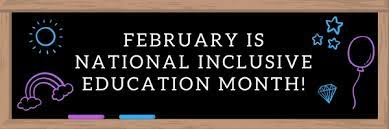 FEBRUARY IS
NATIONAL INCLUSIVE
EDUCATION MONTH!